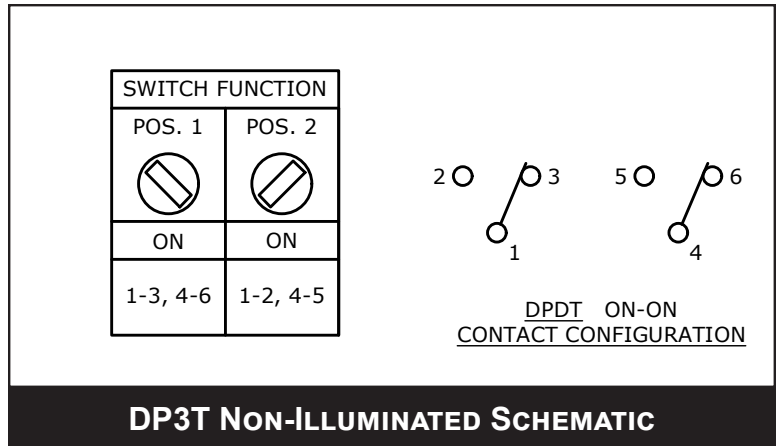 SWITCH FUNCTION
POS. 1 POS. 2
ON ON
1-3, 4-6 1-2, 4-5
2 3 5 6
1 4
DPDT ON-ON
CONTACT CONFIGURATION
DP3T NON-ILLUMINATED SCHEMATIC